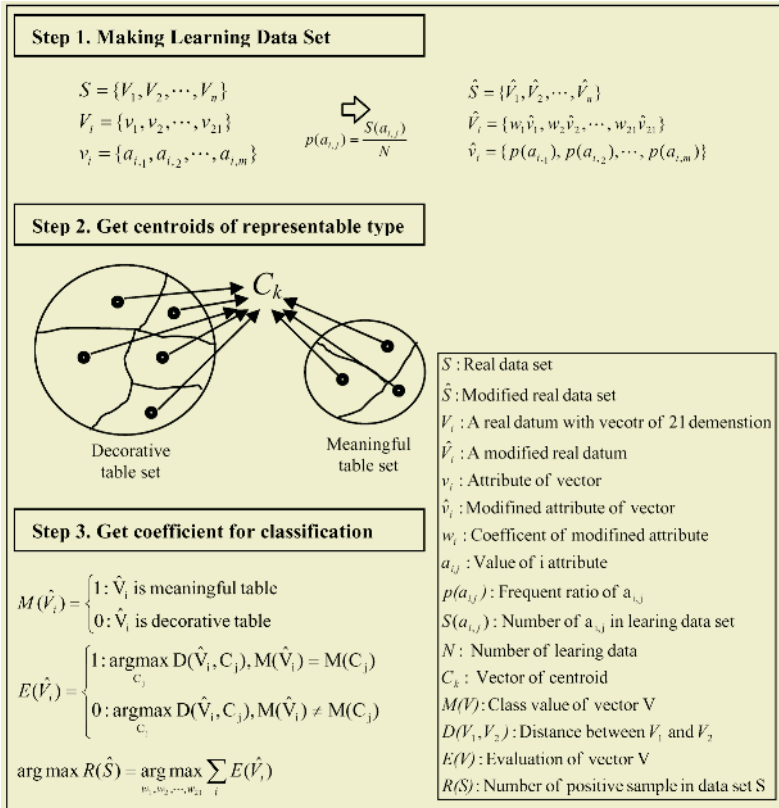 Step 1. Making Learning Data Set
S = {V₁, V₂, ⋯, Vₙ}
Vᵢ = {v₁, v₂, ⋯, v₂₁}
vᵢ = {aᵢ,₁, aᵢ,₂, ⋯, aᵢ,ₘ}
p(aᵢ,ⱼ) = S(aᵢ,ⱼ) / N
Ŝ = {V̂₁, V̂₂, ⋯, V̂ₙ}
V̂ᵢ = {w₁v̂₁, w₂v̂₂, ⋯, w₂₁v̂₂₁}
v̂ᵢ = {p(aᵢ,₁), p(aᵢ,₂), ⋯, p(aᵢ,ₘ)}
Step 2. Get centroids of representable type
Cₖ
Decorative
table set
Meaningful
table set
Step 3. Get coefficient for classification
M(V̂ᵢ) = { 1 : V̂ᵢ is meaningful table
0 : V̂ᵢ is decorative table
E(V̂ᵢ) = { 1 : argmax_{Cⱼ} D(V̂ᵢ, Cⱼ), M(V̂ᵢ) = M(Cⱼ)
0 : argmax_{Cⱼ} D(V̂ᵢ, Cⱼ), M(V̂ᵢ) ≠ M(Cⱼ)
arg max R(Ŝ) = arg max_{w₁, w₂, ⋯, w₂₁} ∑ᵢ E(V̂ᵢ)
S : Real data set
Ŝ : Modified real data set
Vᵢ : A real datum with vecotr of 21 demenstion
V̂ᵢ : A modified real datum
vᵢ : Attribute of vector
v̂ᵢ : Modifined attribute of vector
wᵢ : Coefficent of modifined attribute
aᵢ,ⱼ : Value of i attribute
p(aᵢ,ⱼ) : Frequent ratio of aᵢ,ⱼ
S(aᵢ,ⱼ) : Number of aᵢ,ⱼ in learing data set
N : Number of learing data
Cₖ : Vector of centroid
M(V) : Class value of vector V
D(V₁,V₂) : Distance between V₁ and V₂
E(V) : Evaluation of vector V
R(S) : Number of positive sample in data set S